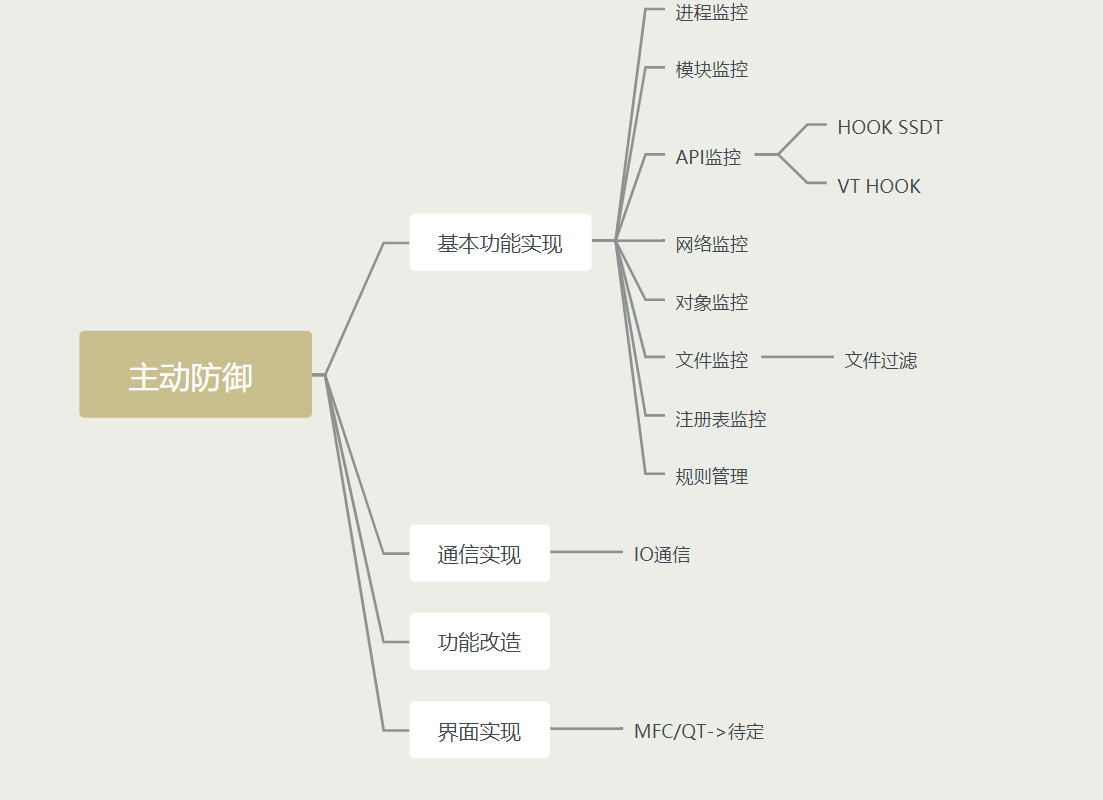 主动防御
基本功能实现
进程监控
模块监控
API监控
HOOK SSDT
VT HOOK
网络监控
对象监控
文件监控
文件过滤
注册表监控
规则管理
通信实现
IO通信
功能改造
界面实现
MFC/QT->待定